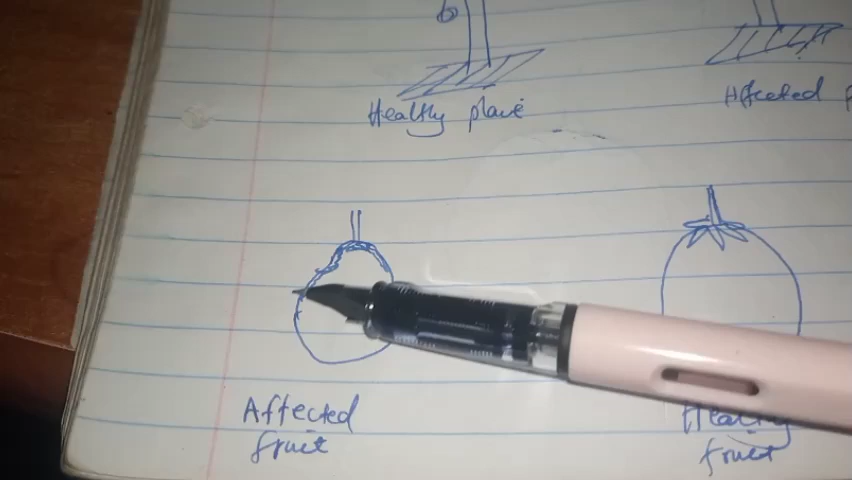 b
Healthy plant
Affected
Affected
fruit
Healthy
fruit